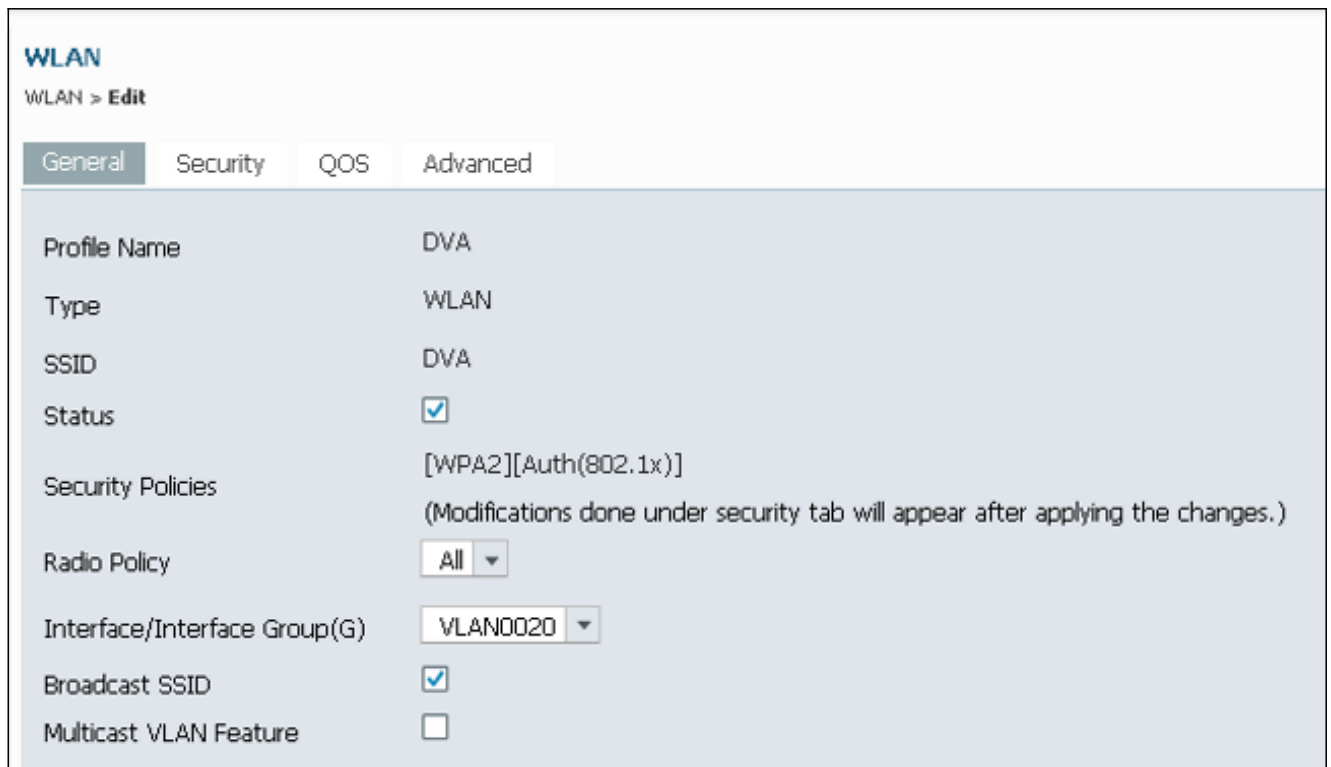 WLAN
WLAN > Edit
General Security QOS Advanced
Profile Name DVA
Type WLAN
SSID DVA
Status
Security Policies [WPA2][Auth(802.1x)]
(Modifications done under security tab will appear after applying the changes.)
Radio Policy All
Interface/Interface Group(G) VLAN0020
Broadcast SSID
Multicast VLAN Feature